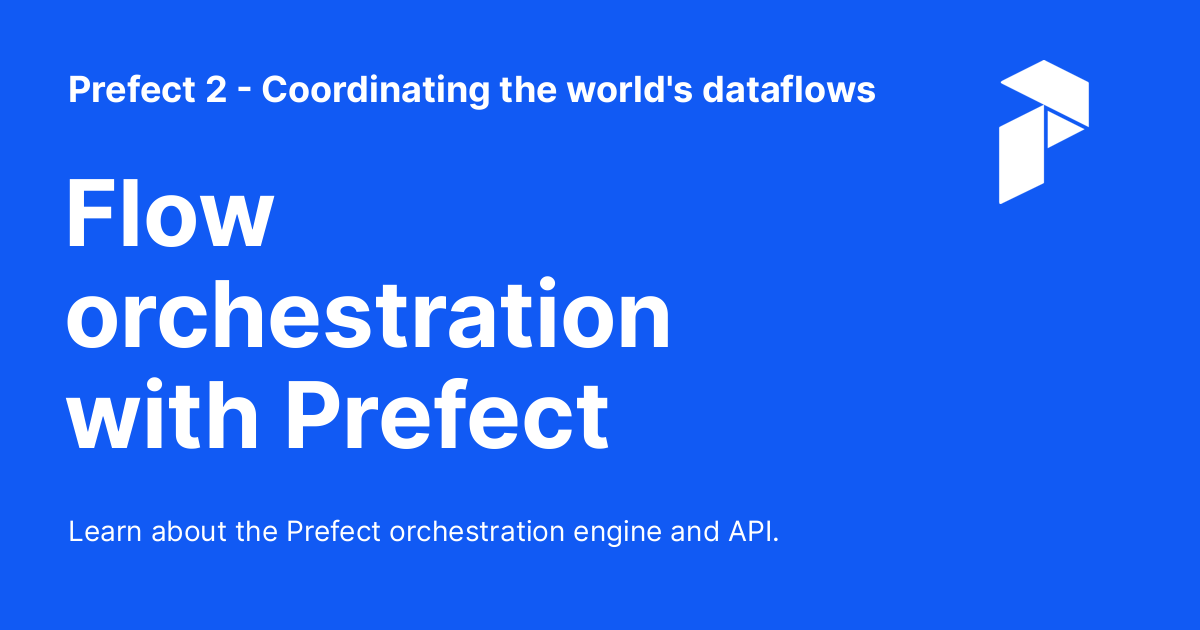 Prefect 2 - Coordinating the world's dataflows
Flow
orchestration
with Prefect
Learn about the Prefect orchestration engine and API.